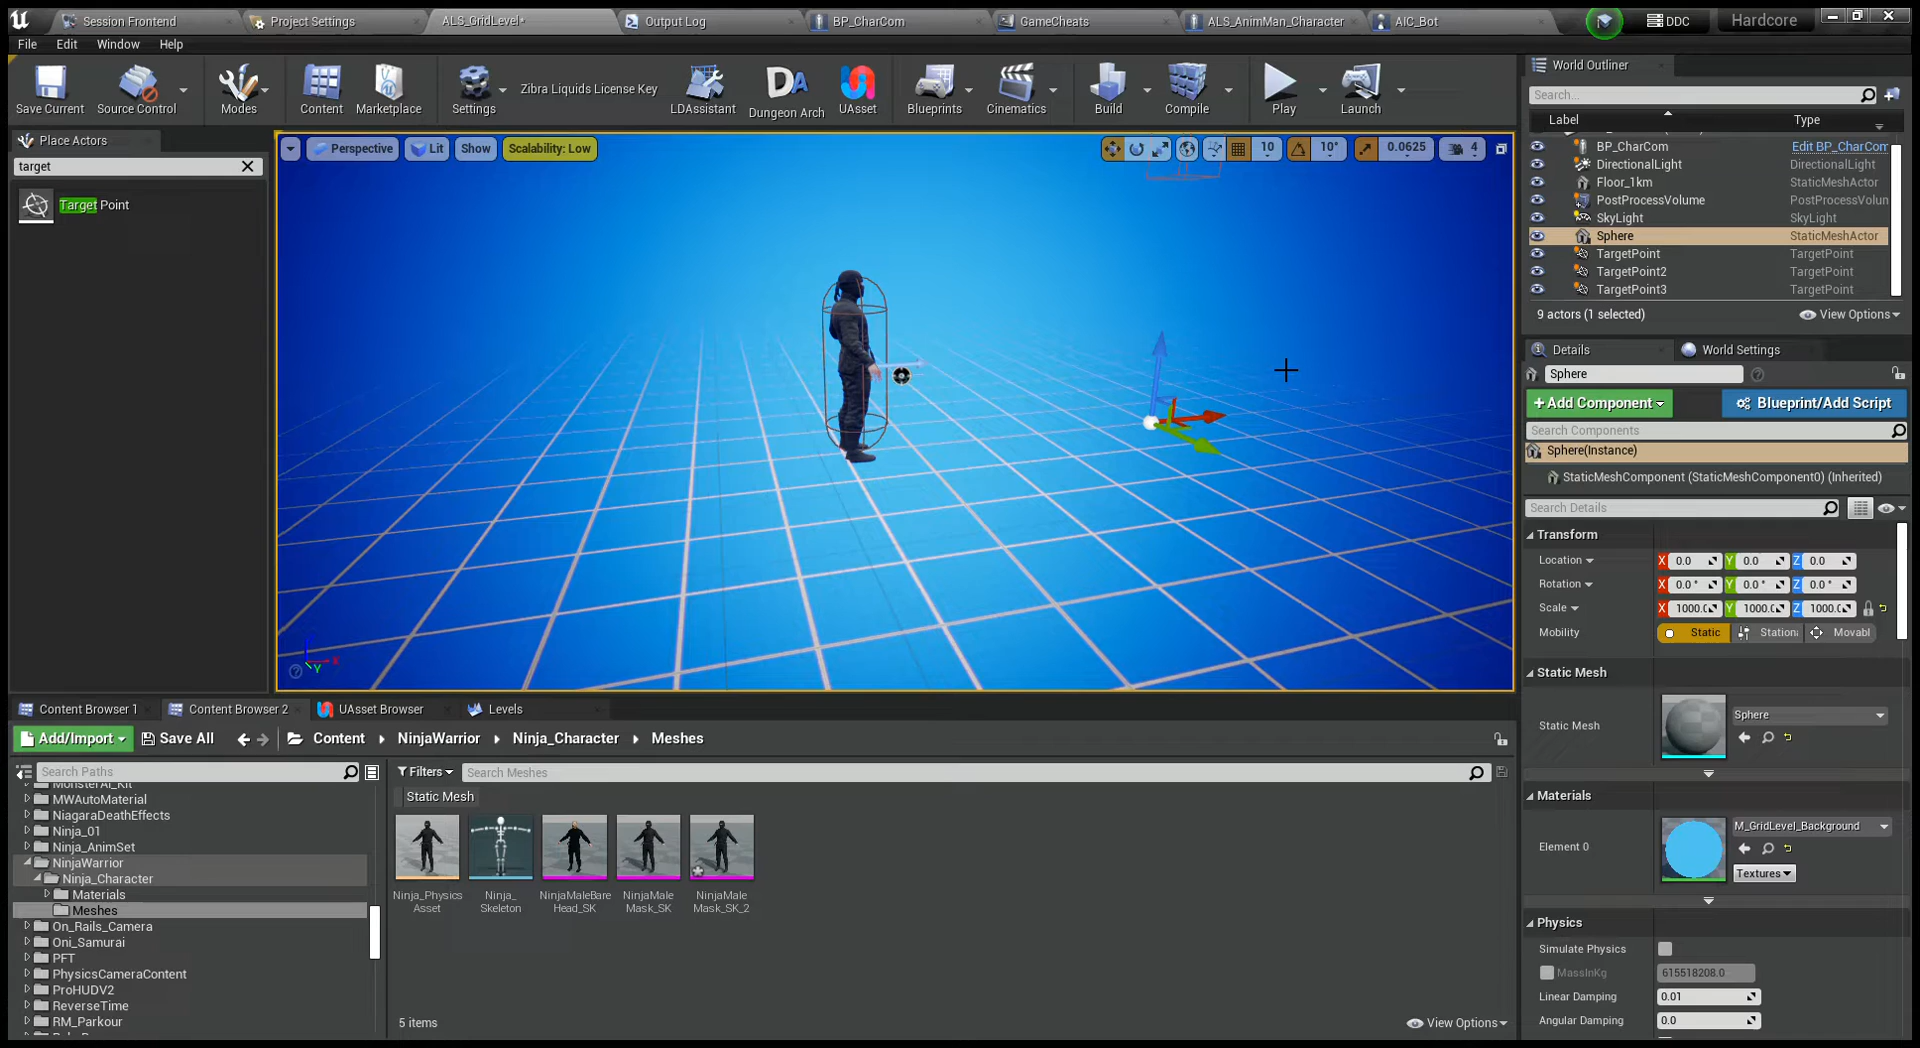 Session Frontend
Project Settings
ALS_GridLevel*
Output Log
BP_CharCom
GameCheats
ALS_AnimMan_Character
AIC_Bot
DDC
Hardcore
File Edit Window Help
Save Current
Source Control
Modes
Content
Marketplace
Settings
Zibra Liquids License Key
LDAssistant
Dungeon Arch
UAsset
Blueprints
Cinematics
Build
Compile
Play
Launch
Place Actors
target
Target Point
Perspective
Lit
Show
Scalability: Low
10
10°
0.0625
4
World Outliner
Search...
Label Type
BP_CharCom Edit BP_CharCom
DirectionalLight DirectionalLight
Floor_1km StaticMeshActor
PostProcessVolume PostProcessVolun
SkyLight SkyLight
Sphere StaticMeshActor
TargetPoint TargetPoint
TargetPoint2 TargetPoint
TargetPoint3 TargetPoint
9 actors (1 selected) View Options
Details
World Settings
Sphere
+Add Component
Blueprint/Add Script
Search Components
Sphere(Instance)
StaticMeshComponent (StaticMeshComponent0) (Inherited)
Search Details
Transform
Location X 0.0 Y 0.0 Z 0.0
Rotation X 0.0 ° Y 0.0 ° Z 0.0 °
Scale X 1000.( Y 1000.( Z 1000.(
Mobility Static Station Movabl
Static Mesh
Static Mesh Sphere
Materials
Element 0 M_GridLevel_Background
Textures
Physics
Simulate Physics
MassInKg 615518208.0
Linear Damping 0.01
Angular Damping 0.0
X
Y
Content Browser 1
Content Browser 2
UAsset Browser
Levels
Add/Import
Save All
Content NinjaWarrior Ninja_Character Meshes
Search Paths
MonsterAI_Kit
MWAutoMaterial
NiagaraDeathEffects
Ninja_01
Ninja_AnimSet
NinjaWarrior
Ninja_Character
Materials
Meshes
On_Rails_Camera
Oni_Samurai
PFT
PhysicsCameraContent
ProHUDV2
ReverseTime
RM_Parkour
Filters
Search Meshes
Static Mesh
Ninja_Physics
Asset
Ninja_
Skeleton
NinjaMaleBare
Head_SK
NinjaMale
Mask_SK
NinjaMale
Mask_SK_2
5 items
View Options